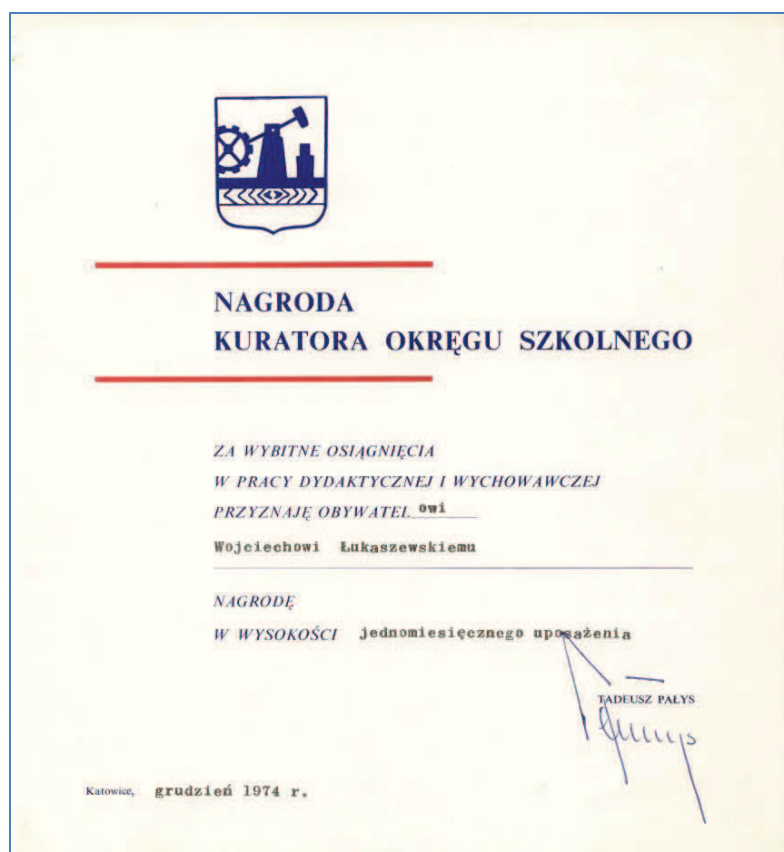 NAGRODA
KURATORA OKRĘGU SZKOLNEGO
ZA WYBITNE OSIĄGNIĘCIA
W PRACY DYDAKTYCZNEJ I WYCHOWAWCZEJ
PRZYZNAJĘ OBYWATEL owi
Wojciechowi Łukaszewskiemu
NAGRODĘ
W WYSOKOŚCI jednomiesięcznego uposażenia
TADEUSZ PAŁYS
Katowice, grudzień 1974 r.